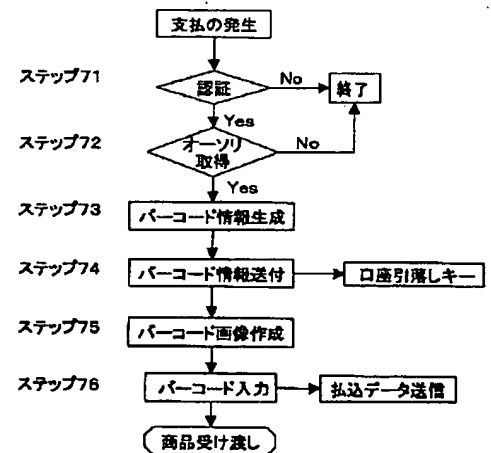 支払の発生
ステップ71
認証
No
終了
Yes
ステップ72
オーソリ
取得
No
Yes
ステップ73
バーコード情報生成
ステップ74
バーコード情報送付
口座引落しキー
ステップ75
バーコード画像作成
ステップ76
バーコード入力
払込データ送信
商品受け渡し